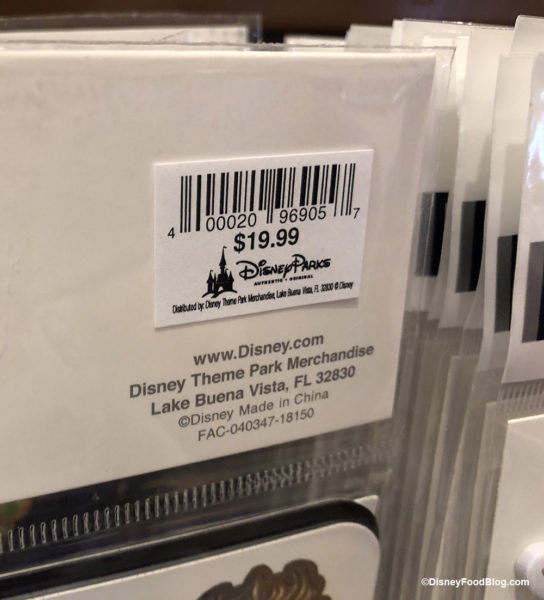 4 00020 96905 7
$19.99
Disney Parks
AUTHENTIC • ORIGINAL
Distributed by: Disney Theme Park Merchandise, Lake Buena Vista, FL 32830 © Disney
www.Disney.com
Disney Theme Park Merchandise
Lake Buena Vista, FL 32830
©Disney Made in China
FAC-040347-18150
©DisneyFoodBlog.com